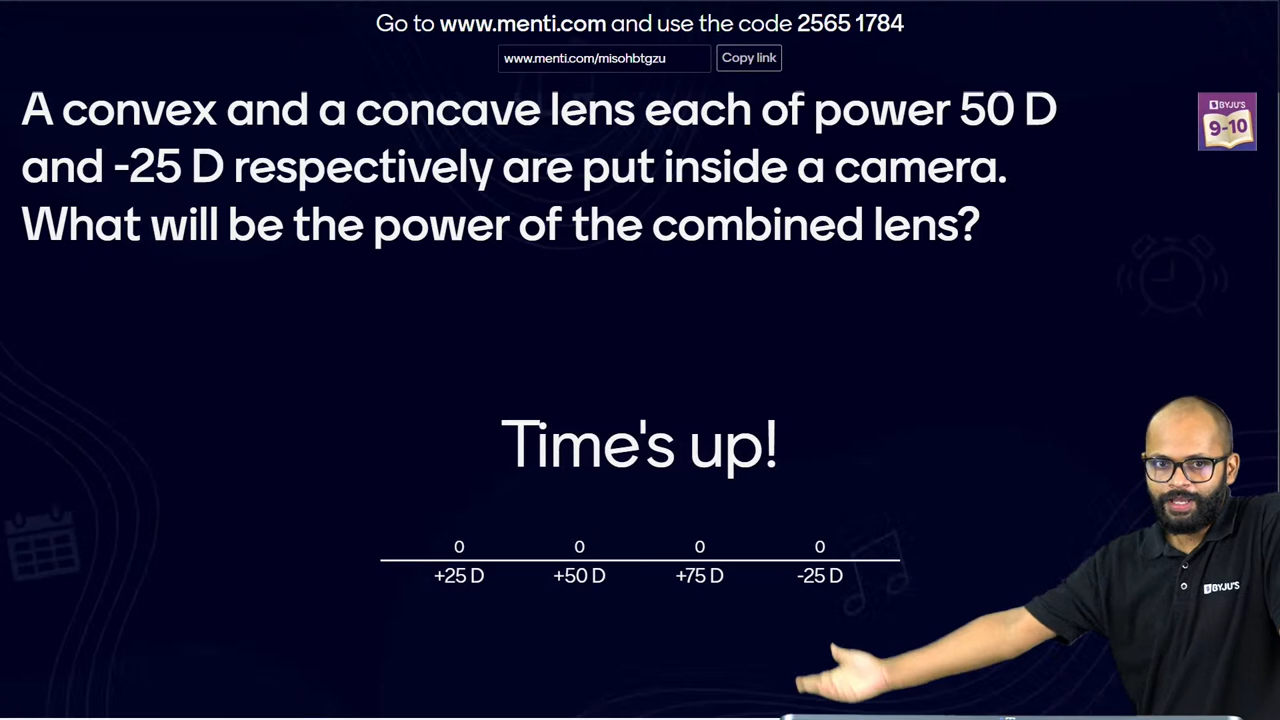 Go to www.menti.com and use the code 2565 1784
www.menti.com/misohbtgzu Copy link
A convex and a concave lens each of power 50 D
and -25 D respectively are put inside a camera.
What will be the power of the combined lens?
BYJU'S
9-10
Time's up!
0 0 0 0
+25 D +50 D +75 D -25 D
BYJU'S